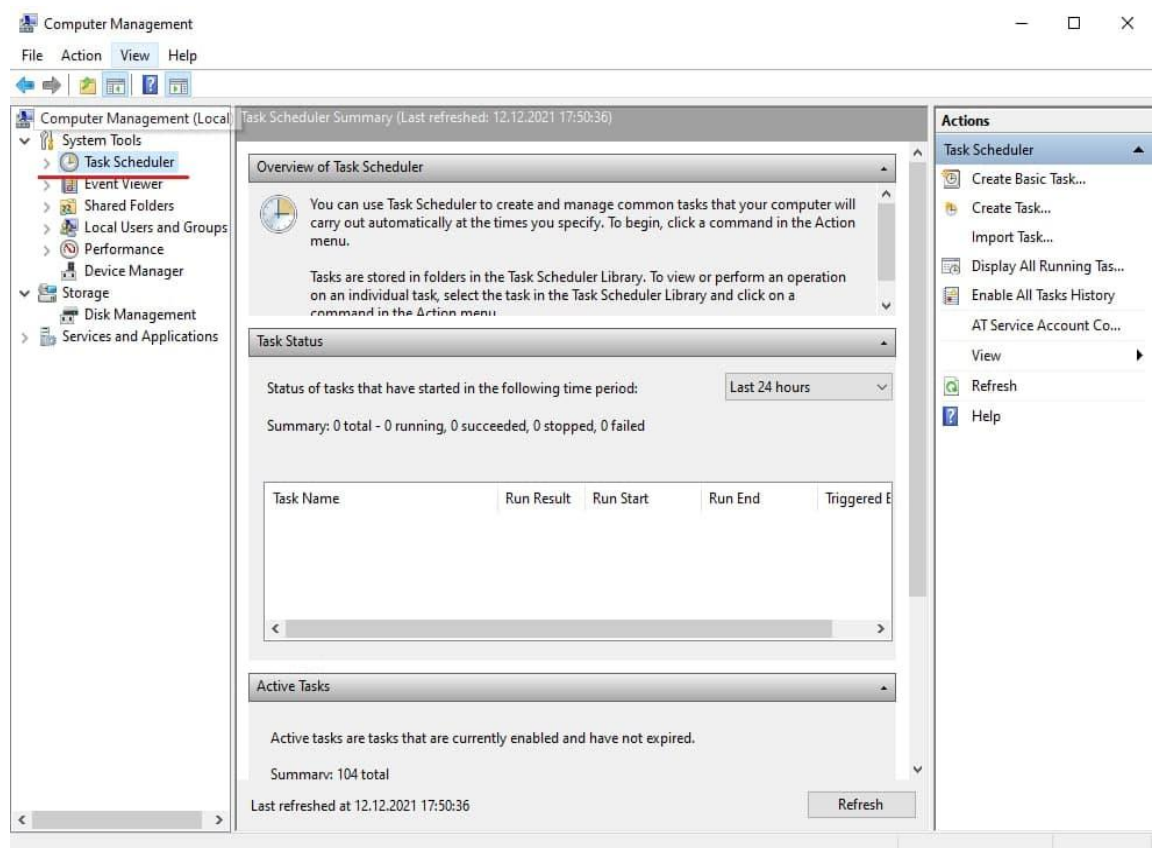 Computer Management
File Action View Help
Computer Management (Local)
System Tools
Task Scheduler
Event Viewer
Shared Folders
Local Users and Groups
Performance
Device Manager
Storage
Disk Management
Services and Applications
Task Scheduler Summary (Last refreshed: 12.12.2021 17:50:36)
Overview of Task Scheduler
You can use Task Scheduler to create and manage common tasks that your computer will
carry out automatically at the times you specify. To begin, click a command in the Action
menu.
Tasks are stored in folders in the Task Scheduler Library. To view or perform an operation
on an individual task, select the task in the Task Scheduler Library and click on a
command in the Action menu
Task Status
Status of tasks that have started in the following time period: Last 24 hours
Summary: 0 total - 0 running, 0 succeeded, 0 stopped, 0 failed
Task Name Run Result Run Start Run End Triggered B
Active Tasks
Active tasks are tasks that are currently enabled and have not expired.
Summary: 104 total
Last refreshed at 12.12.2021 17:50:36 Refresh
Actions
Task Scheduler
Create Basic Task...
Create Task...
Import Task...
Display All Running Tas...
Enable All Tasks History
AT Service Account Co...
View
Refresh
Help